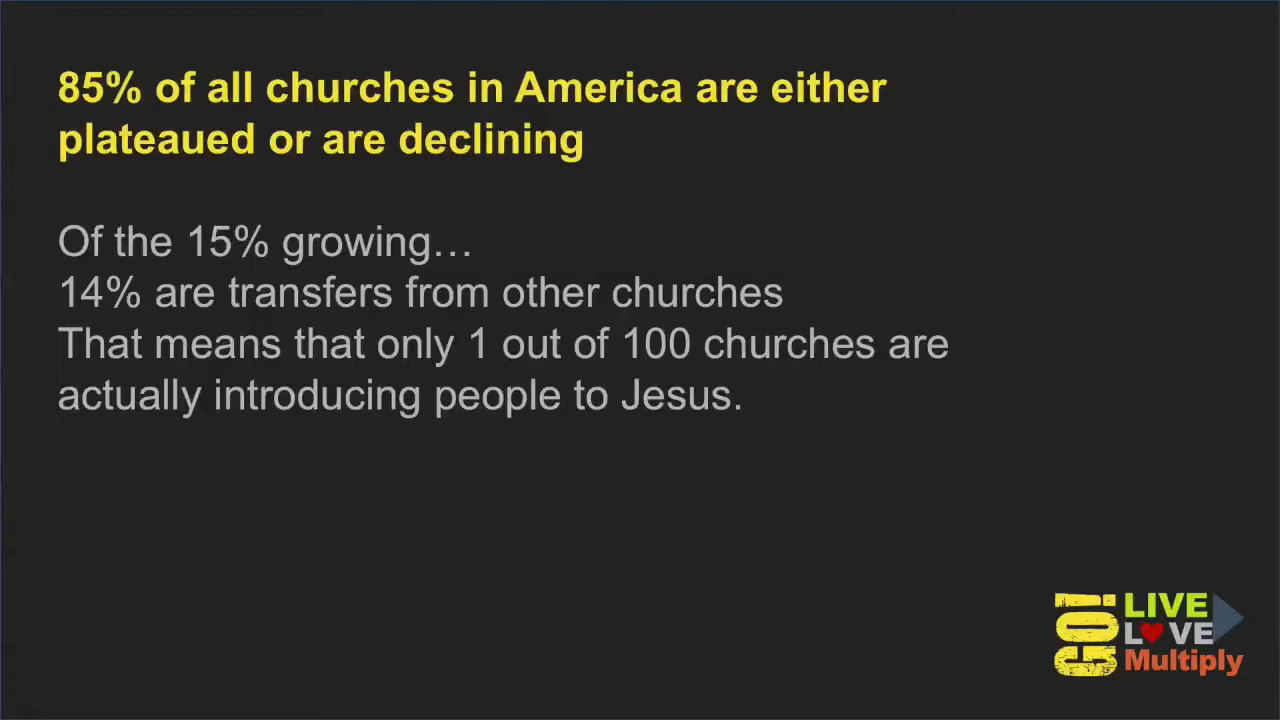 85% of all churches in America are either
plateaued or are declining
Of the 15% growing…
14% are transfers from other churches
That means that only 1 out of 100 churches are
actually introducing people to Jesus.
GO!
LIVE
LOVE
Multiply